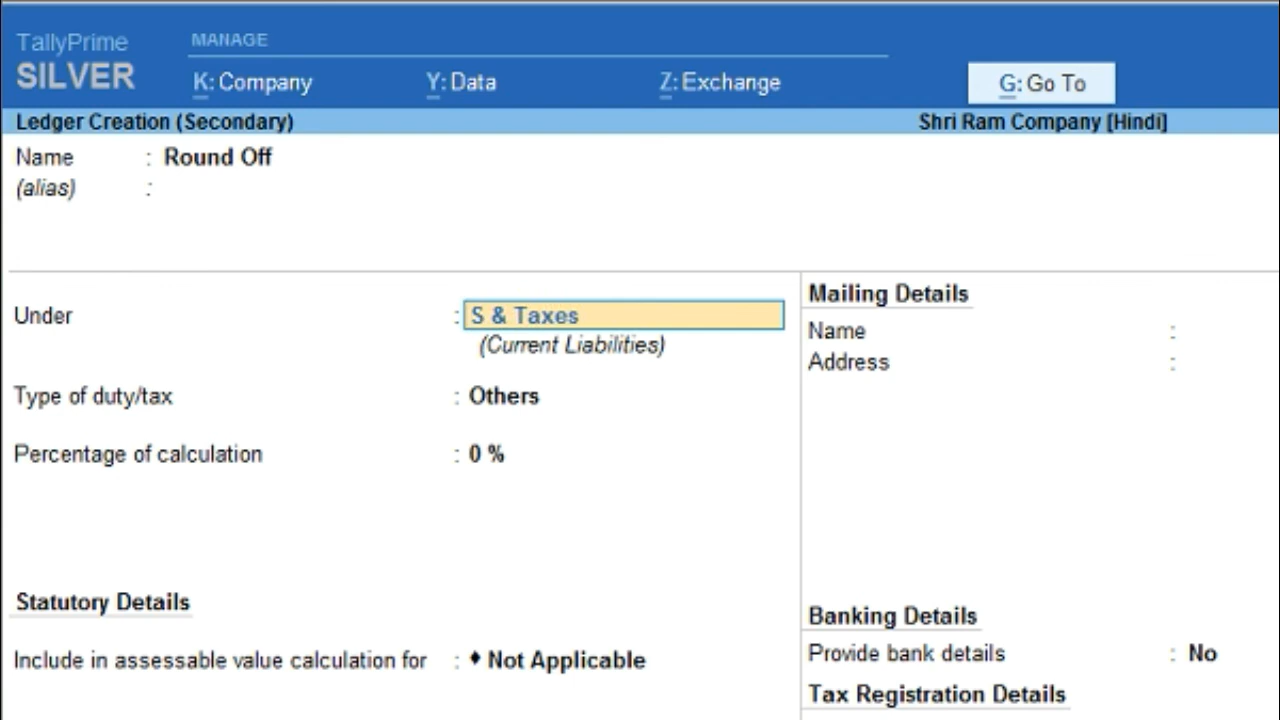 TallyPrime
SILVER
MANAGE
K: Company
Y: Data
Z: Exchange
G: Go To
Ledger Creation (Secondary)
Shri Ram Company [Hindi]
Name : Round Off
(alias) :
Under : S & Taxes
(Current Liabilities)
Type of duty/tax : Others
Percentage of calculation : 0 %
Statutory Details
Include in assessable value calculation for : ♦ Not Applicable
Mailing Details
Name :
Address :
Banking Details
Provide bank details : No
Tax Registration Details